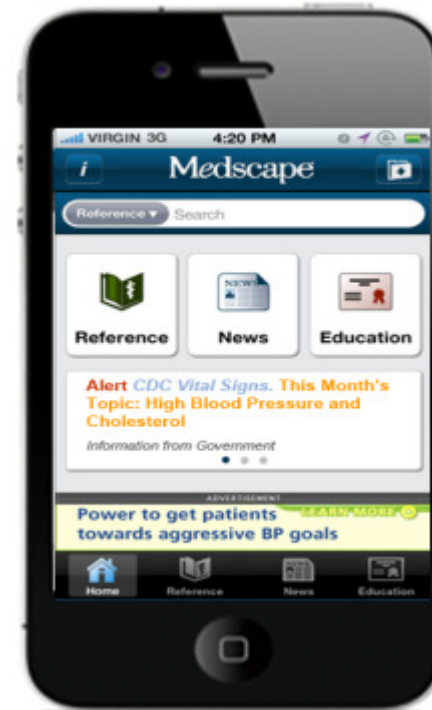 VIRGIN 3G 4:20 PM
i Medscape
Reference ▾ Search
NEWS
Reference News Education
Alert CDC Vital Signs. This Month's
Topic: High Blood Pressure and
Cholesterol
Information from Government
ADVERTISEMENT
Power to get patients LEARN MORE
towards aggressive BP goals
Home Reference News Education